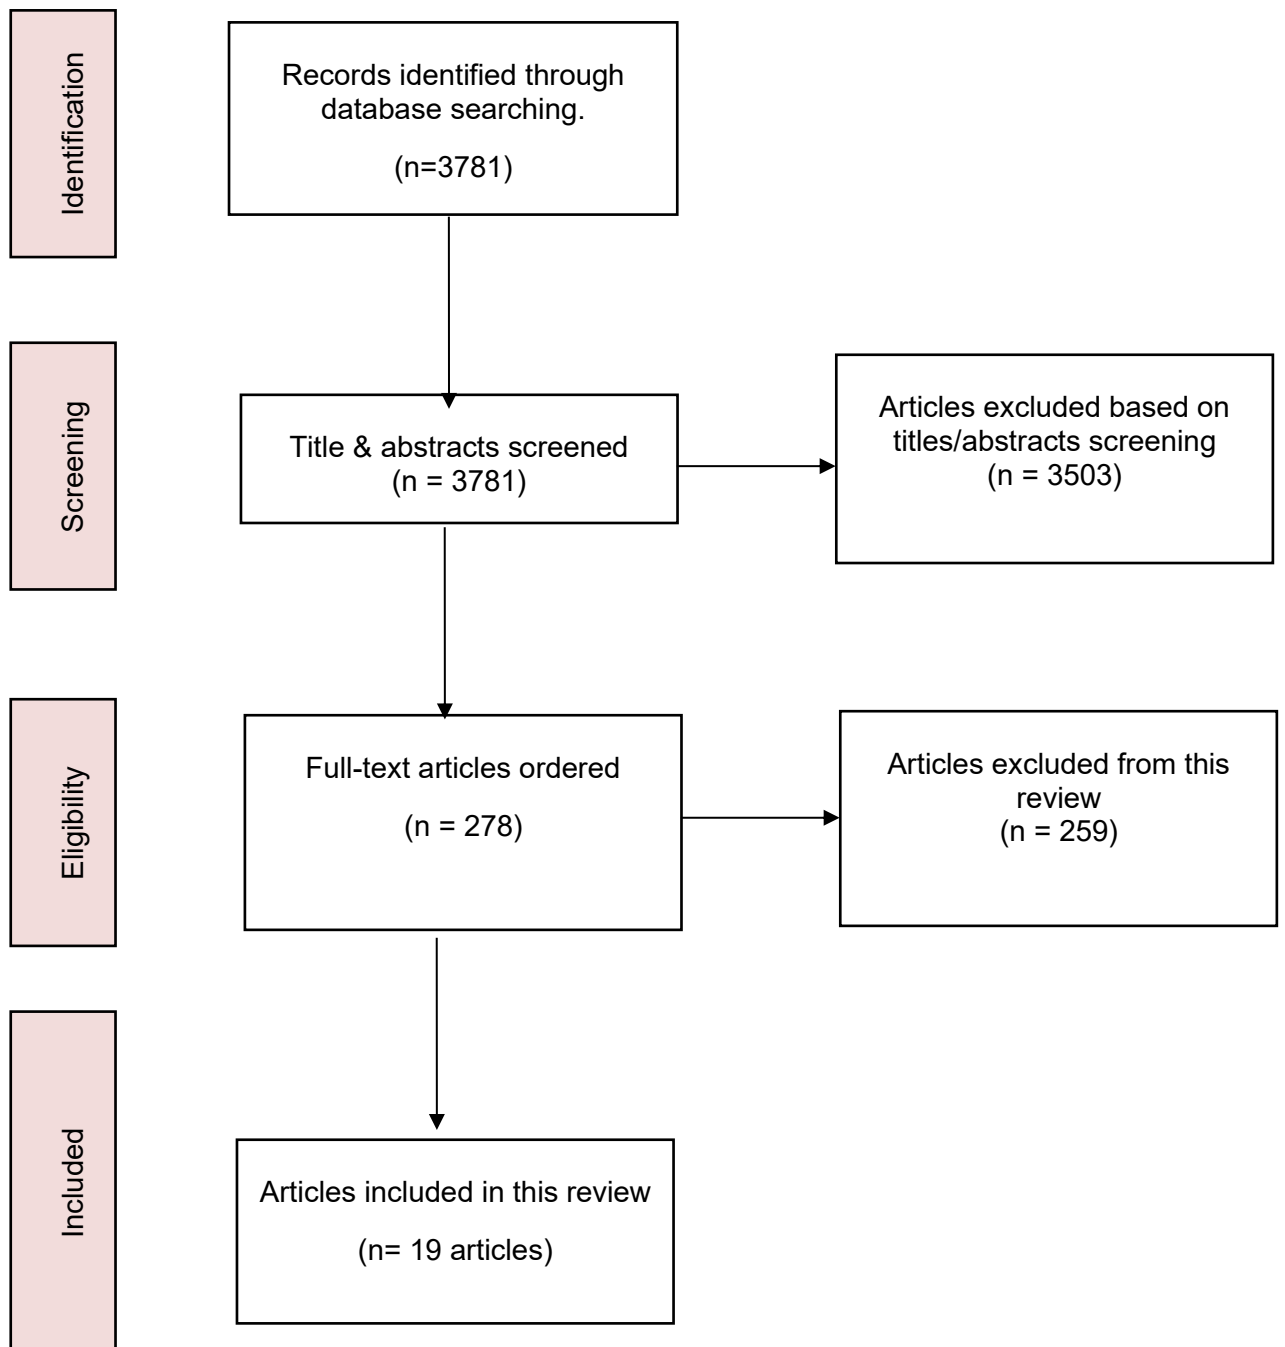 Identification
Records identified through
database searching.
(n=3781)
Screening
Title & abstracts screened
(n = 3781)
Articles excluded based on
titles/abstracts screening
(n = 3503)
Eligibility
Full-text articles ordered
(n = 278)
Articles excluded from this
review
(n = 259)
Included
Articles included in this review
(n= 19 articles)